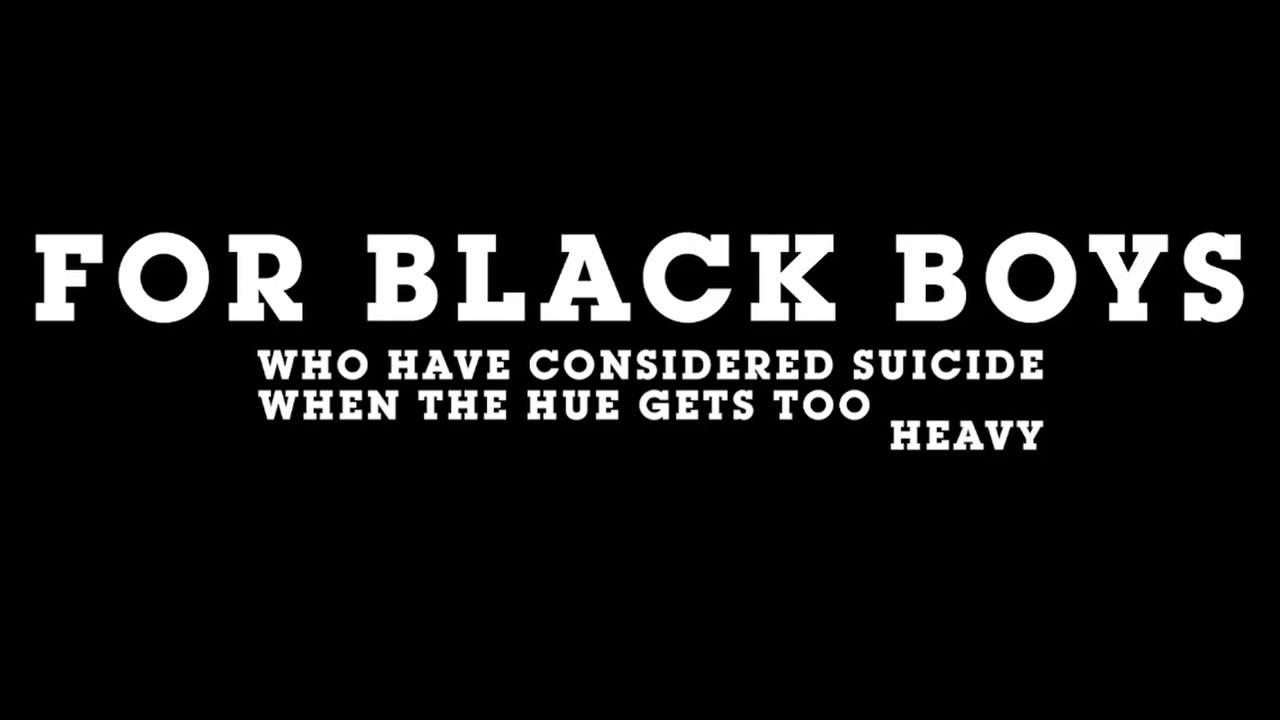 FOR BLACK BOYS
WHO HAVE CONSIDERED SUICIDE
WHEN THE HUE GETS TOO
HEAVY